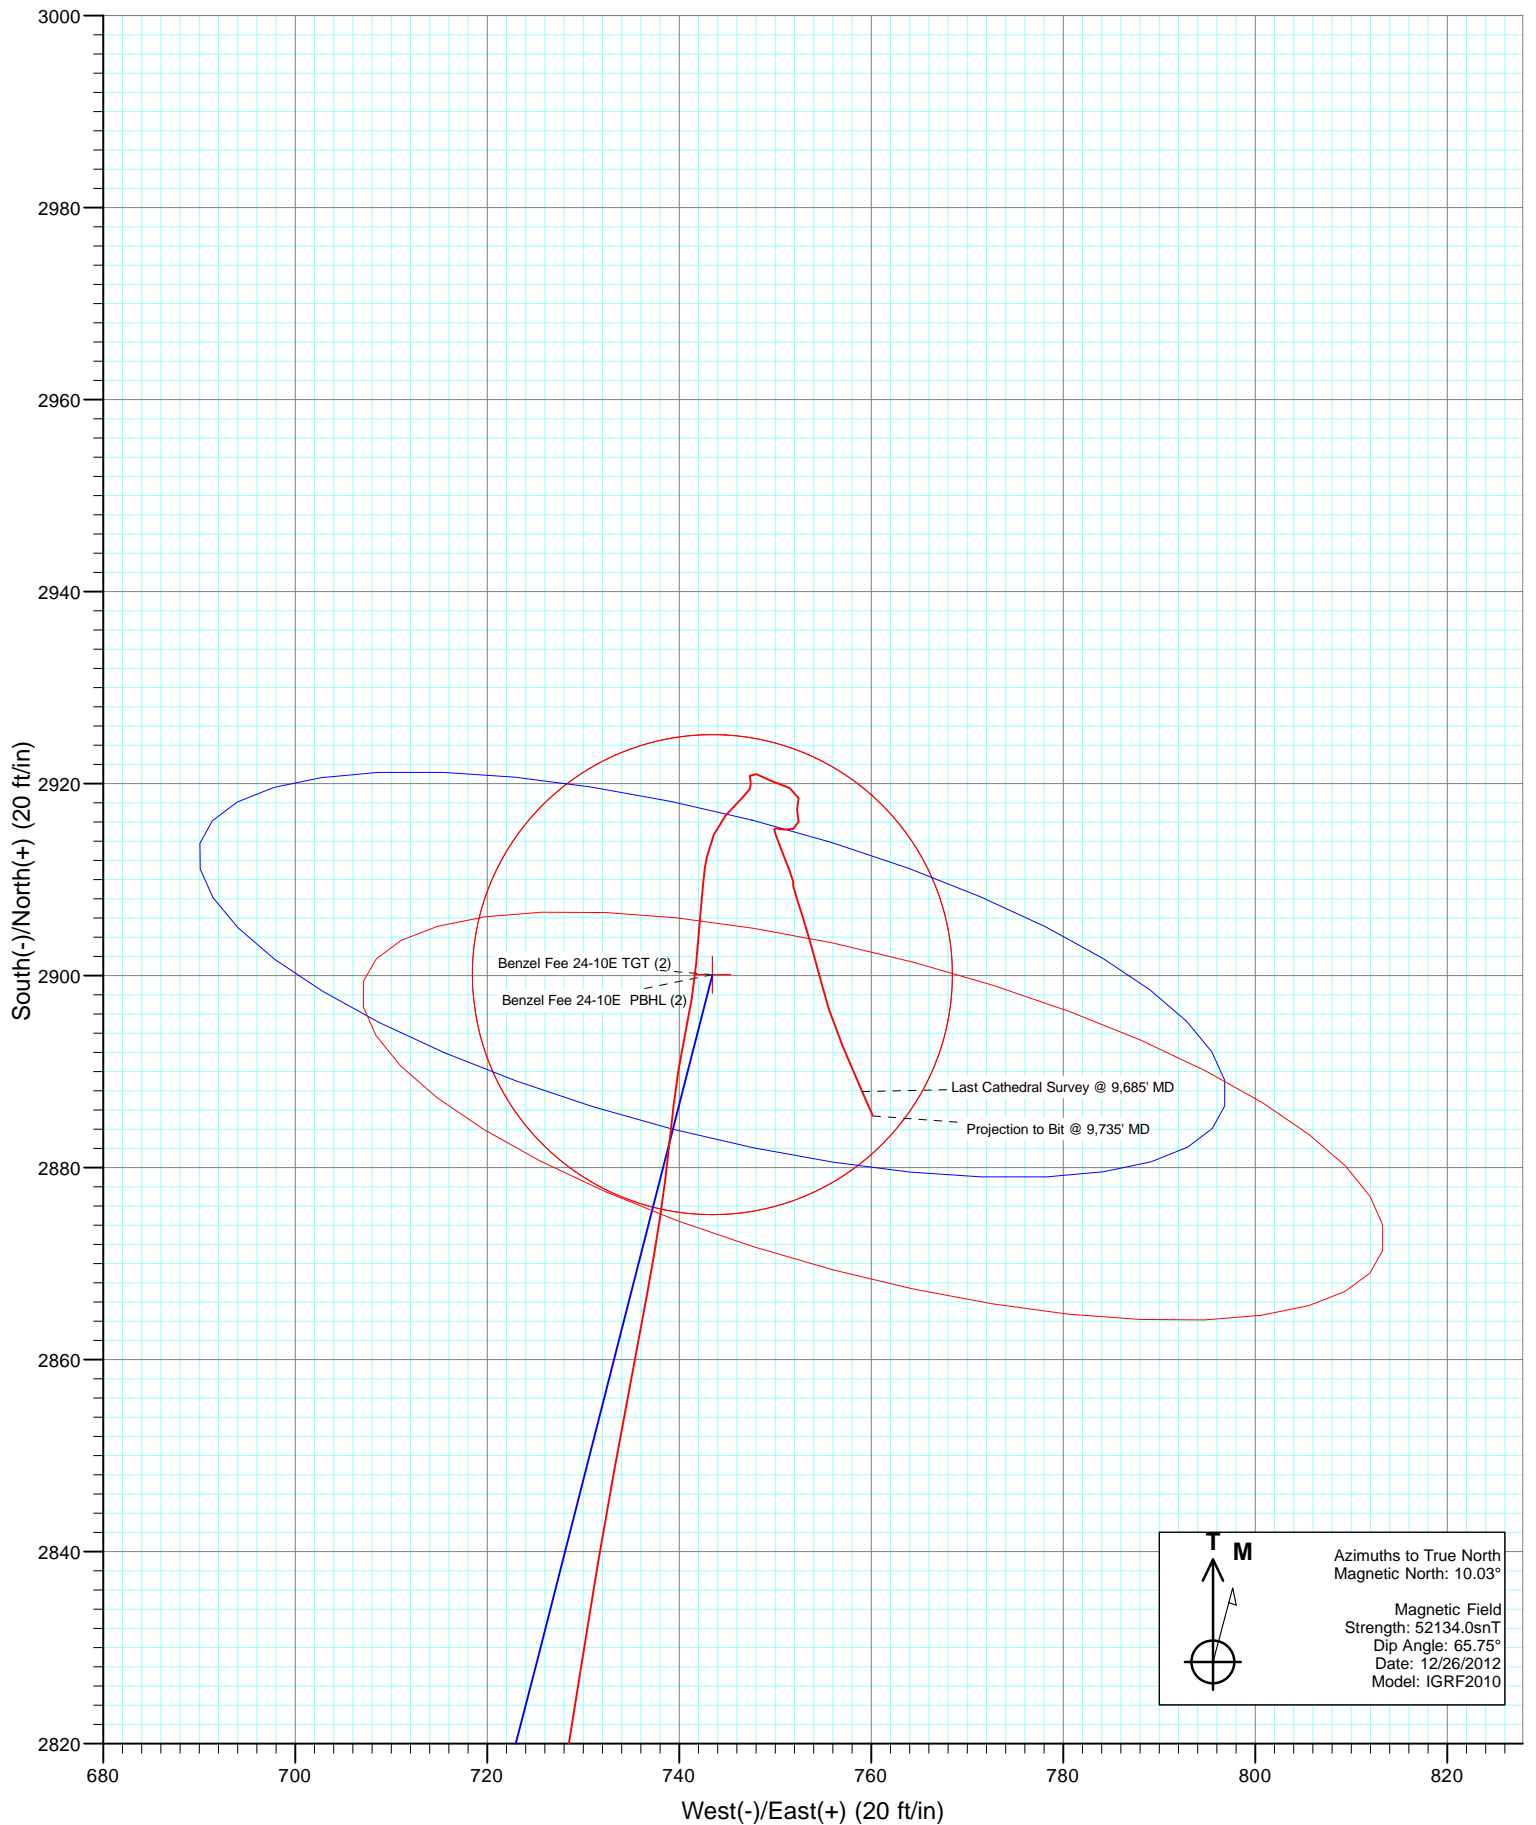 3000
2980
2960
2940
2920
2900
2880
2860
2840
2820
South(-)/North(+) (20 ft/in)
Benzel Fee 24-10E TGT (2)
Benzel Fee 24-10E  PBHL (2)
Last Cathedral Survey @ 9,685' MD
Projection to Bit @ 9,735' MD
T
M
Azimuths to True North
Magnetic North: 10.03°
Magnetic Field
Strength: 52134.0snT
Dip Angle: 65.75°
Date: 12/26/2012
Model: IGRF2010
680 700 720 740 760 780 800 820
West(-)/East(+) (20 ft/in)